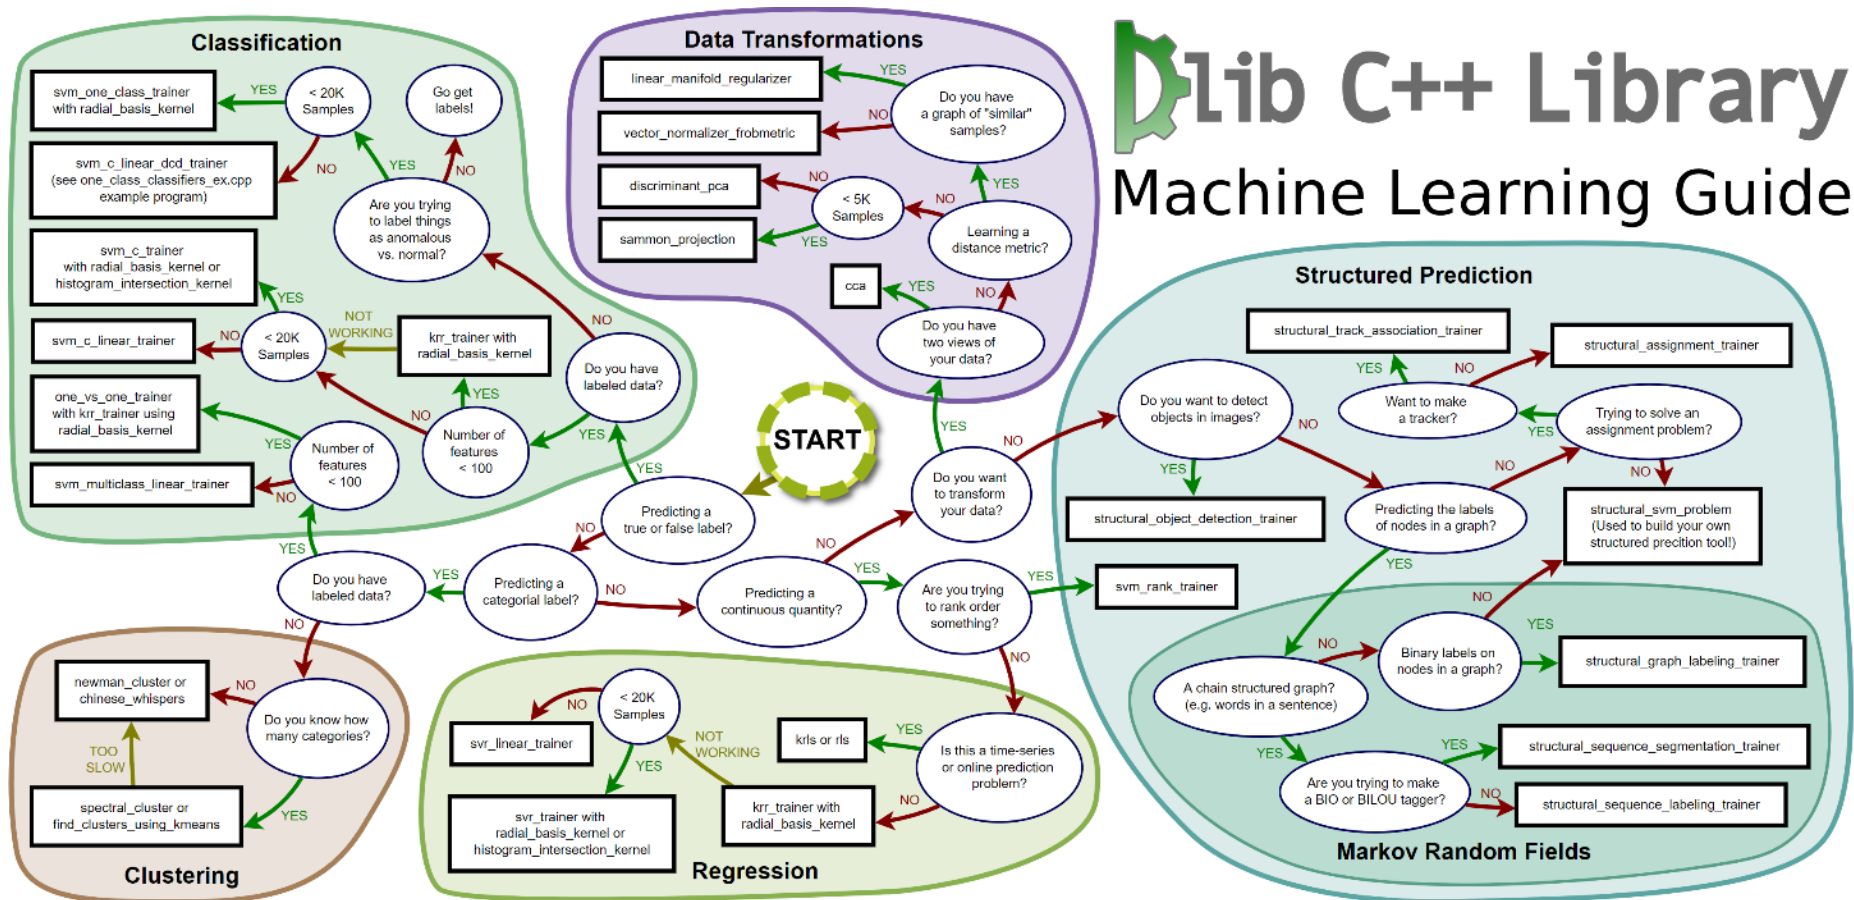 Dlib C++ Library
Machine Learning Guide
Classification
svm_one_class_trainer
with radial_basis_kernel
YES
< 20K
Samples
Go get
labels!
NO
YES
NO
svm_c_linear_dcd_trainer
(see one_class_classifiers_ex.cpp
example program)
Are you trying
to label things
as anomalous
vs. normal?
svm_c_trainer
with radial_basis_kernel or
histogram_intersection_kernel
YES
NO
svm_c_linear_trainer
NO
< 20K
Samples
NOT
WORKING
krr_trainer with
radial_basis_kernel
Do you have
labeled data?
one_vs_one_trainer
with krr_trainer using
radial_basis_kernel
YES
NO
YES
YES
Number of
features
< 100
Number of
features
< 100
svm_multiclass_linear_trainer
NO
YES
Data Transformations
linear_manifold_regularizer
YES
Do you have
a graph of "similar"
samples?
vector_normalizer_frobmetric
NO
discriminant_pca
NO
< 5K
Samples
NO
YES
sammon_projection
YES
Learning a
distance metric?
cca
YES
NO
Do you have
two views of
your data?
START
YES
NO
Do you want
to transform
your data?
Predicting a
true or false label?
NO
NO
YES
Do you have
labeled data?
YES
Predicting a
categorial label?
NO
Predicting a
continuous quantity?
YES
Are you trying
to rank order
something?
YES
svm_rank_trainer
NO
NO
Clustering
newman_cluster or
chinese_whispers
NO
Do you know how
many categories?
TOO
SLOW
spectral_cluster or
find_clusters_using_kmeans
YES
Regression
< 20K
Samples
NO
svr_linear_trainer
YES
NOT
WORKING
krls or rls
YES
Is this a time-series
or online prediction
problem?
svr_trainer with
radial_basis_kernel or
histogram_intersection_kernel
krr_trainer with
radial_basis_kernel
NO
Structured Prediction
structural_track_association_trainer
structural_assignment_trainer
YES
NO
Do you want to detect
objects in images?
Want to make
a tracker?
YES
Trying to solve an
assignment problem?
NO
YES
NO
NO
structural_object_detection_trainer
Predicting the labels
of nodes in a graph?
structural_svm_problem
(Used to build your own
structured precition tool!)
YES
NO
Markov Random Fields
A chain structured graph?
(e.g. words in a sentence)
NO
Binary labels on
nodes in a graph?
YES
structural_graph_labeling_trainer
YES
Are you trying to make
a BIO or BILOU tagger?
YES
structural_sequence_segmentation_trainer
NO
structural_sequence_labeling_trainer